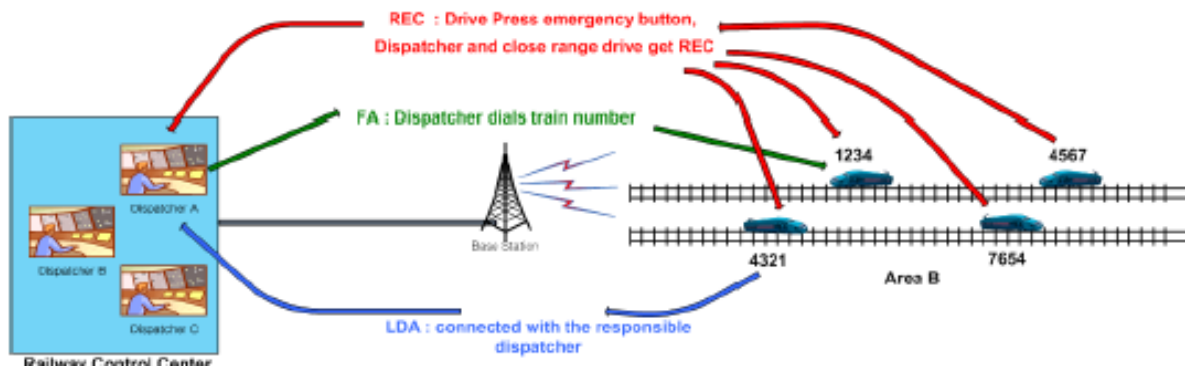 REC : Drive Press emergency button,
Dispatcher and close range drive get REC
FA : Dispatcher dials train number
1234
4567
Dispatcher A
Dispatcher B
Base Station
4321
7654
Area B
Dispatcher C
LDA : connected with the responsible
dispatcher
Railway Control Center